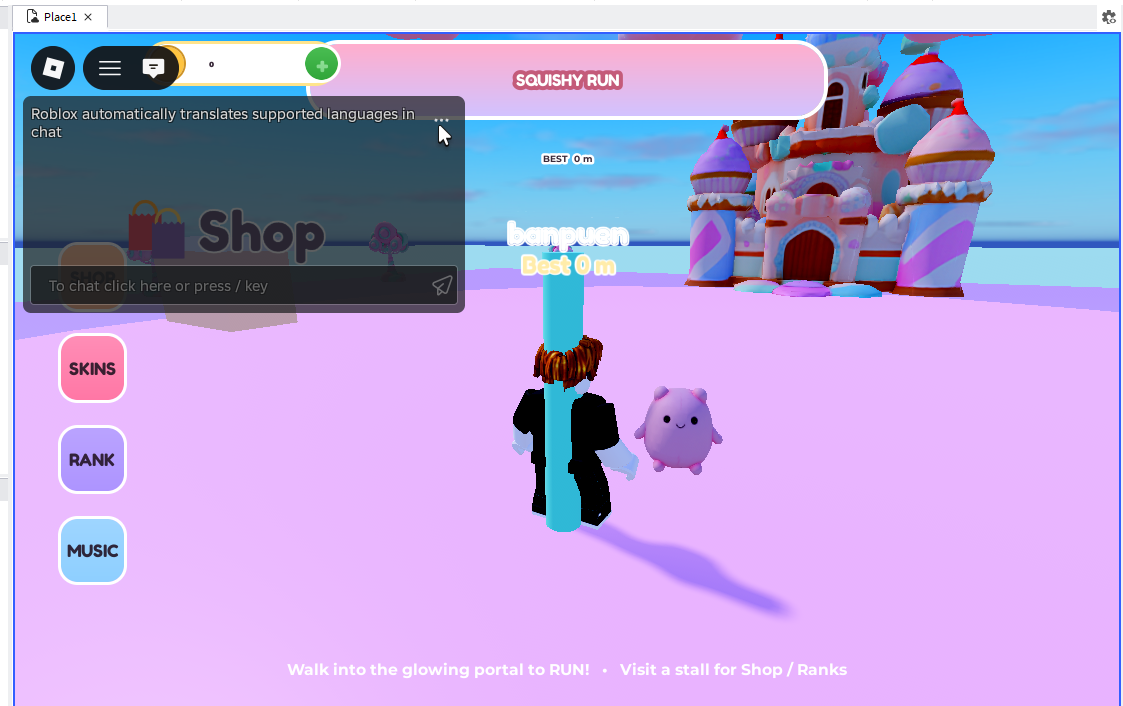 Place1
0
SQUISHY RUN
Roblox automatically translates supported languages in
chat
BEST 0 m
Shop
banpuen
Best 0 m
SHOP
To chat click here or press / key
SKINS
RANK
MUSIC
Walk into the glowing portal to RUN! • Visit a stall for Shop / Ranks